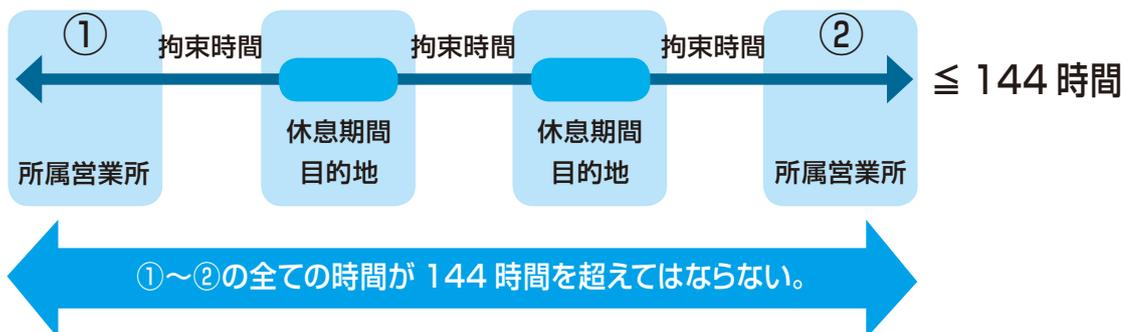 ①
拘束時間
拘束時間
拘束時間
②
≦ 144 時間
休息期間
目的地
休息期間
目的地
所属営業所
所属営業所
①〜②の全ての時間が 144 時間を超えてはならない。